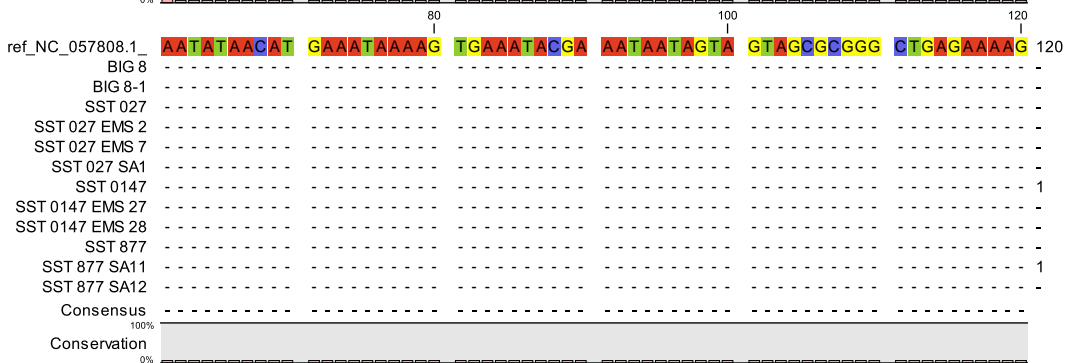 0%
80 100 120
ref_NC_057808.1_ AATATAACAT GAAATAAAAG TGAAATACGA AATAATAGTA GTAGCGCGGG CTGAGAAAAG 120
BIG 8 - - - - - - - - - - - - - - - - - - - - - - - - - - - - - - - - - - - - - - - - - - - - - - - - - - - - - - - - - - - - -
BIG 8-1 - - - - - - - - - - - - - - - - - - - - - - - - - - - - - - - - - - - - - - - - - - - - - - - - - - - - - - - - - - - - -
SST 027 - - - - - - - - - - - - - - - - - - - - - - - - - - - - - - - - - - - - - - - - - - - - - - - - - - - - - - - - - - - - -
SST 027 EMS 2 - - - - - - - - - - - - - - - - - - - - - - - - - - - - - - - - - - - - - - - - - - - - - - - - - - - - - - - - - - - - -
SST 027 EMS 7 - - - - - - - - - - - - - - - - - - - - - - - - - - - - - - - - - - - - - - - - - - - - - - - - - - - - - - - - - - - - -
SST 027 SA1 - - - - - - - - - - - - - - - - - - - - - - - - - - - - - - - - - - - - - - - - - - - - - - - - - - - - - - - - - - - - -
SST 0147 - - - - - - - - - - - - - - - - - - - - - - - - - - - - - - - - - - - - - - - - - - - - - - - - - - - - - - - - - - - - 1
SST 0147 EMS 27 - - - - - - - - - - - - - - - - - - - - - - - - - - - - - - - - - - - - - - - - - - - - - - - - - - - - - - - - - - - - -
SST 0147 EMS 28 - - - - - - - - - - - - - - - - - - - - - - - - - - - - - - - - - - - - - - - - - - - - - - - - - - - - - - - - - - - - -
SST 877 - - - - - - - - - - - - - - - - - - - - - - - - - - - - - - - - - - - - - - - - - - - - - - - - - - - - - - - - - - - - -
SST 877 SA11 - - - - - - - - - - - - - - - - - - - - - - - - - - - - - - - - - - - - - - - - - - - - - - - - - - - - - - - - - - - - 1
SST 877 SA12 - - - - - - - - - - - - - - - - - - - - - - - - - - - - - - - - - - - - - - - - - - - - - - - - - - - - - - - - - - - - -
Consensus - - - - - - - - - - - - - - - - - - - - - - - - - - - - - - - - - - - - - - - - - - - - - - - - - - - - - - - - - - - -
100%
Conservation
0%